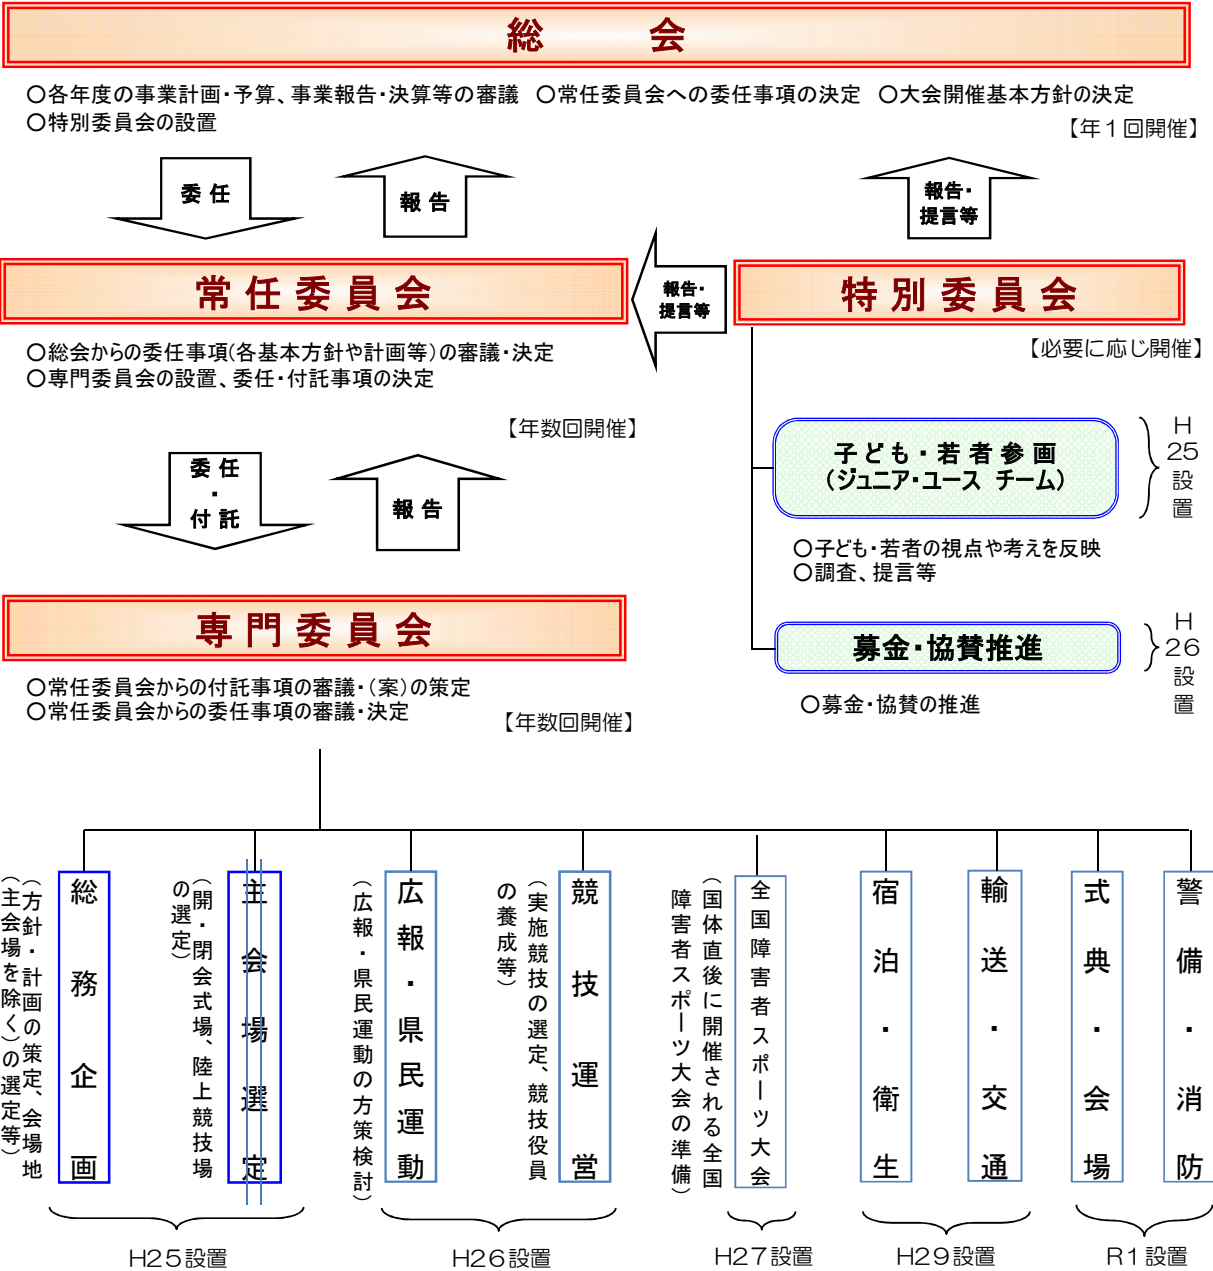 総　会
○各年度の事業計画・予算、事業報告・決算等の審議　○常任委員会への委任事項の決定　○大会開催基本方針の決定
○特別委員会の設置
【年１回開催】
委任
報告
報告・
提言等
常任委員会
報告・
提言等
特別委員会
○総会からの委任事項(各基本方針や計画等)の審議・決定
○専門委員会の設置、委任・付託事項の決定
【年数回開催】
【必要に応じ開催】
委任
・
付託
報告
子ども・若者参画
(ジュニア・ユース チーム)
H
25
設
置
○子ども・若者の視点や考えを反映
○調査、提言等
専門委員会
募金・協賛推進
H
26
設
置
○募金・協賛の推進
○常任委員会からの付託事項の審議・(案)の策定
○常任委員会からの委任事項の審議・決定
【年数回開催】
総務企画
(方針・計画の策定、会場地
(主会場を除く)の選定等)
主会場選定
(開・閉会式場、陸上競技場
の選定)
広報・県民運動
(広報・県民運動の方策検討)
競技運営
(実施競技の選定、競技役員
の養成等)
全国障害者スポーツ大会
(国体直後に開催される全国
障害者スポーツ大会の準備)
宿泊・衛生
輸送・交通
式典・会場
警備・消防
H25設置
H26設置
H27設置
H29設置
R1設置